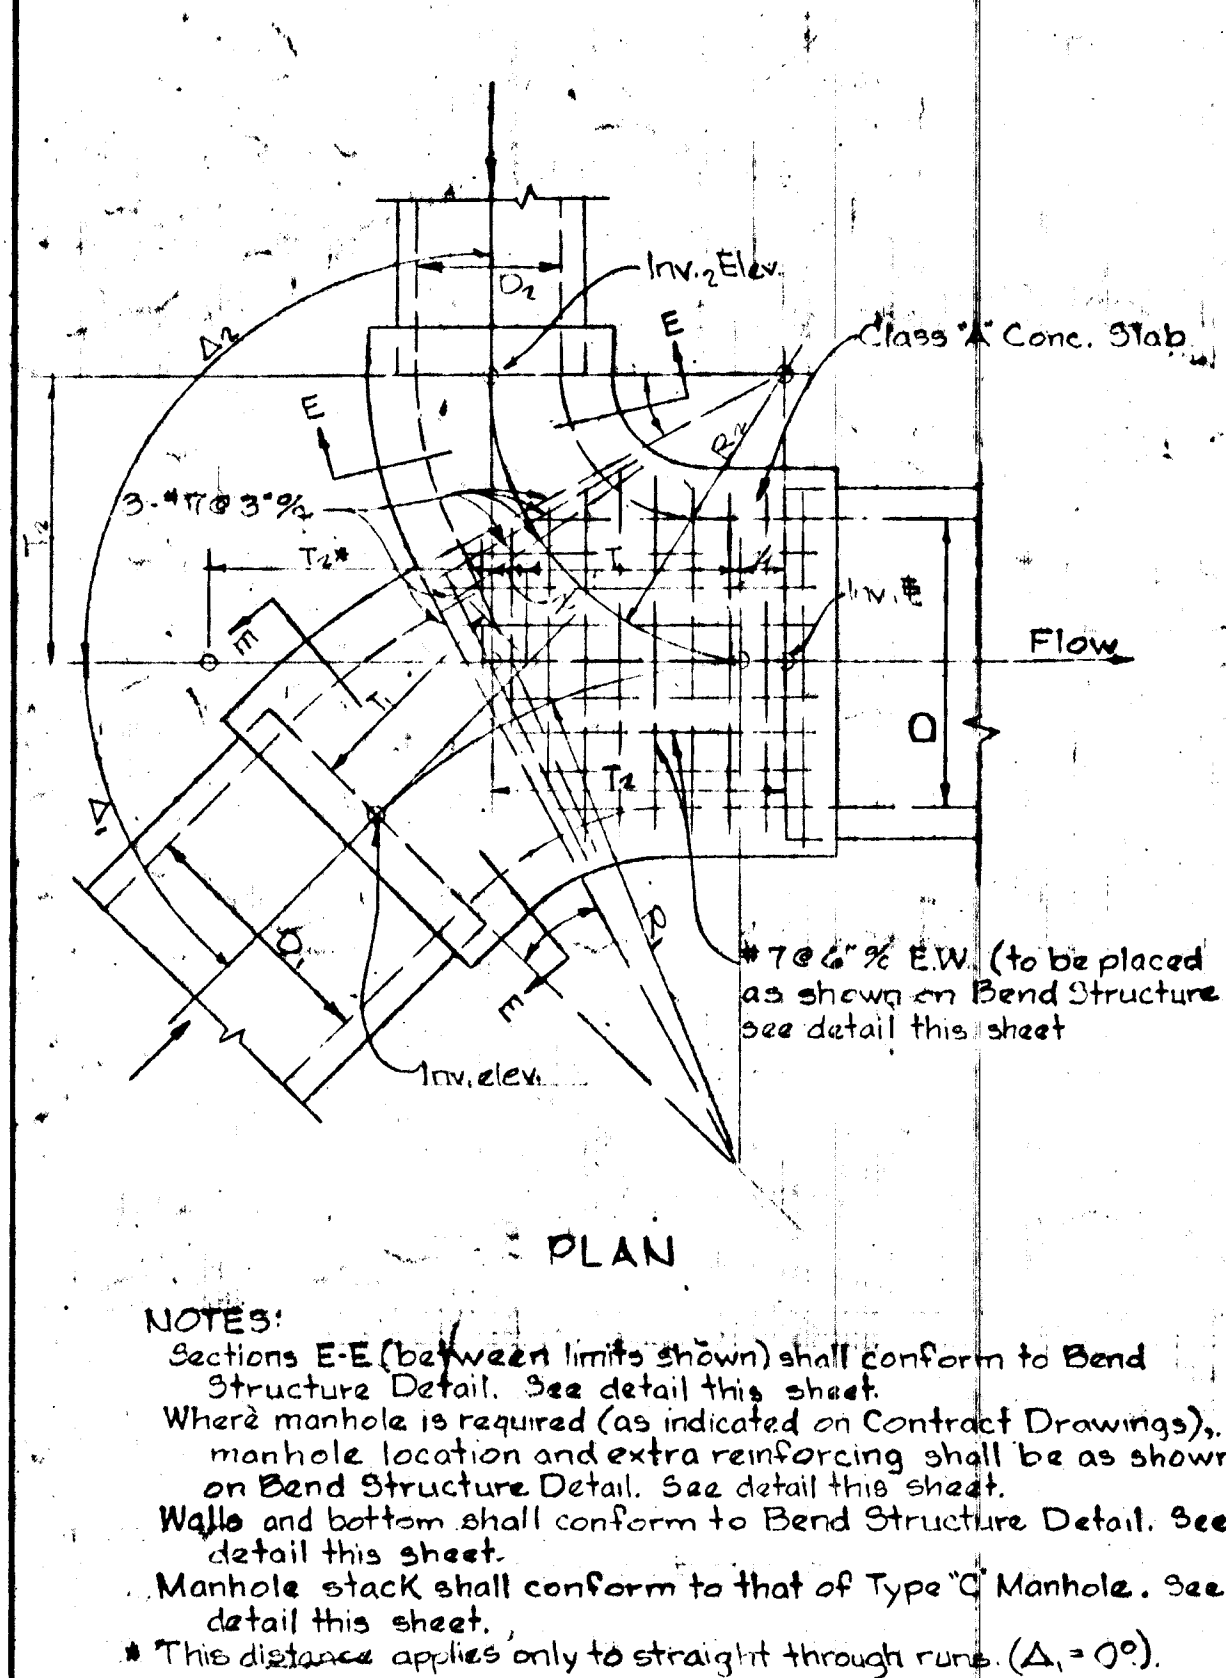 Inv.₂ Elev.
D₂
E
Class "A" Conc. Slab
Δ₂
E
R₂
3-#7@3"%
T₂
T₂*
T₁
Inv. ℄
E
Flow
T₁
D
T₂
Δ₁
D₁
R₁
E
#7@6"% E.W. (to be placed
as shown on Bend Structure
see detail this sheet
Inv. elev.
PLAN
NOTES:
Sections E-E (between limits shown) shall conform to Bend
Structure Detail. See detail this sheet.
Where manhole is required (as indicated on Contract Drawings),
manhole location and extra reinforcing shall be as shown
on Bend Structure Detail. See detail this sheet.
Walls and bottom shall conform to Bend Structure Detail. See
detail this sheet.
Manhole stack shall conform to that of Type "C" Manhole. See
detail this sheet.
* This distance applies only to straight through runs. (Δ₁ = 0°).